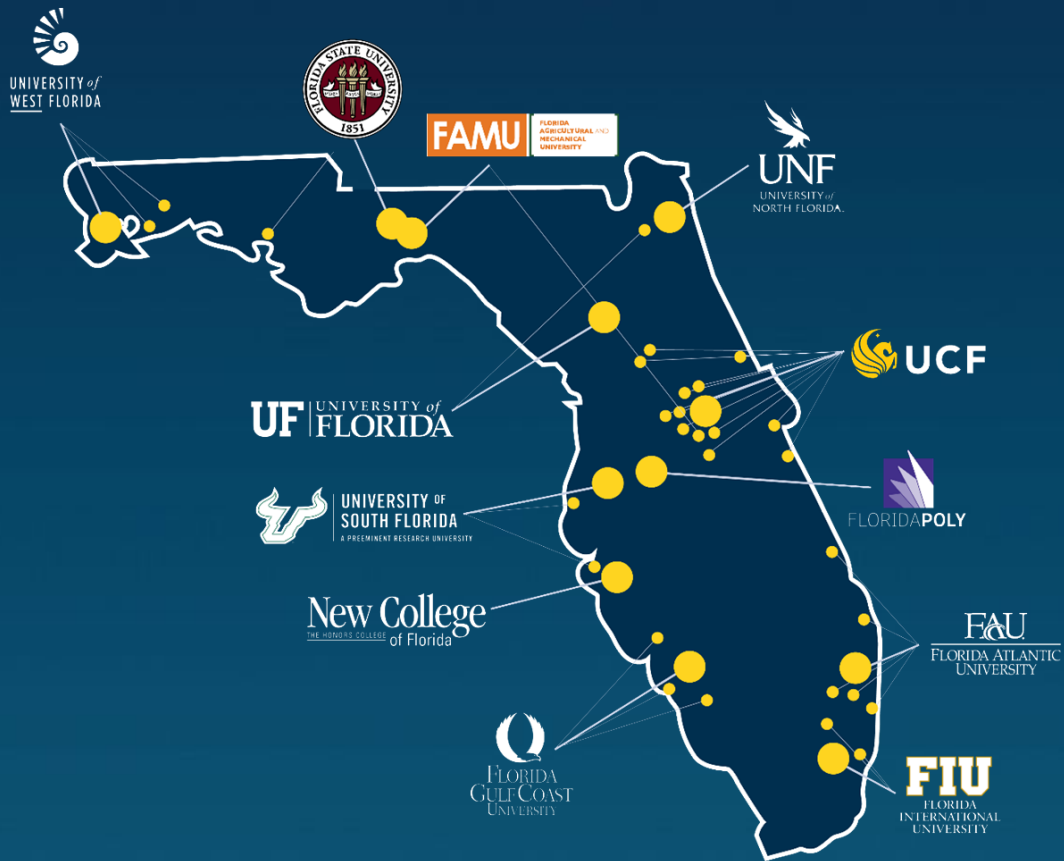 UNIVERSITY of
WEST FLORIDA
FLORIDA STATE UNIVERSITY
1851
FAMU
FLORIDA
AGRICULTURAL AND
MECHANICAL
UNIVERSITY
UNF
UNIVERSITY of
NORTH FLORIDA.
UCF
UF
UNIVERSITY of
FLORIDA
UNIVERSITY OF
SOUTH FLORIDA
A PREEMINENT RESEARCH UNIVERSITY
FLORIDAPOLY
New College
THE HONORS COLLEGE
of Florida
FAU
FLORIDA ATLANTIC
UNIVERSITY
FLORIDA
GULF COAST
UNIVERSITY
FIU
FLORIDA
INTERNATIONAL
UNIVERSITY